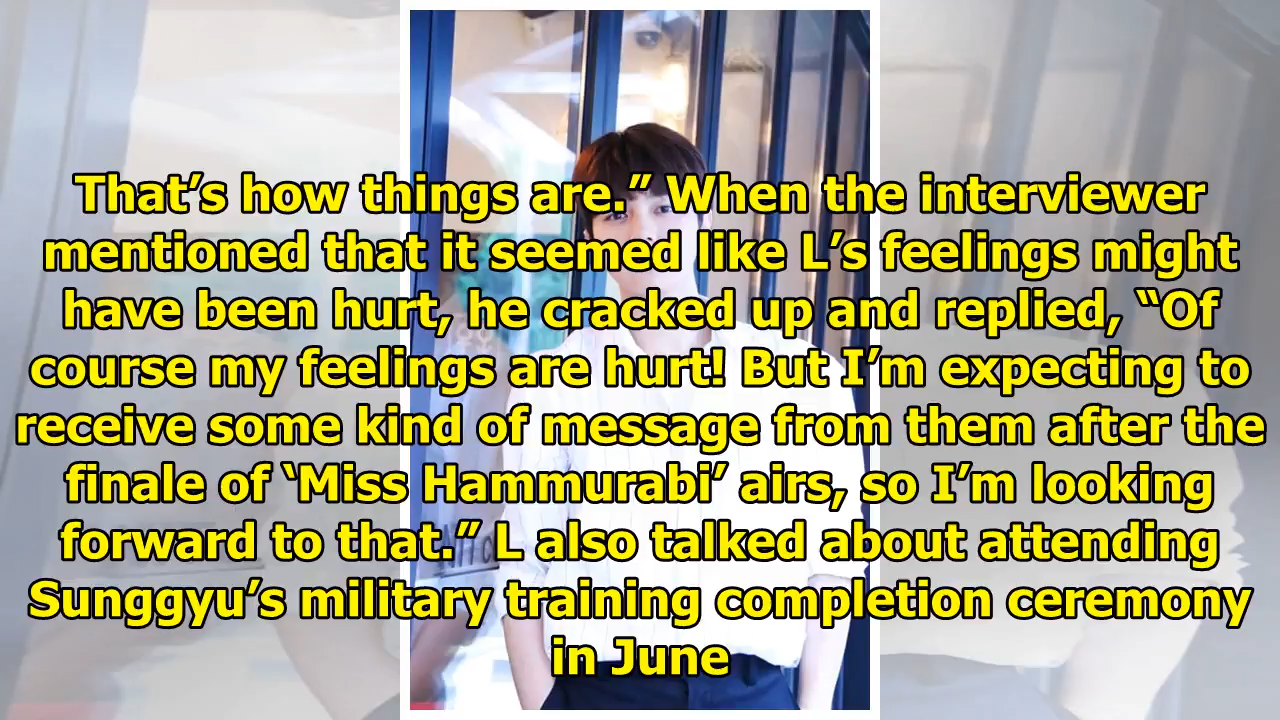 That’s how things are.” When the interviewer
mentioned that it seemed like L’s feelings might
have been hurt, he cracked up and replied, “Of
course my feelings are hurt! But I’m expecting to
receive some kind of message from them after the
finale of ‘Miss Hammurabi’ airs, so I’m looking
forward to that.” L also talked about attending
Sunggyu’s military training completion ceremony
in June